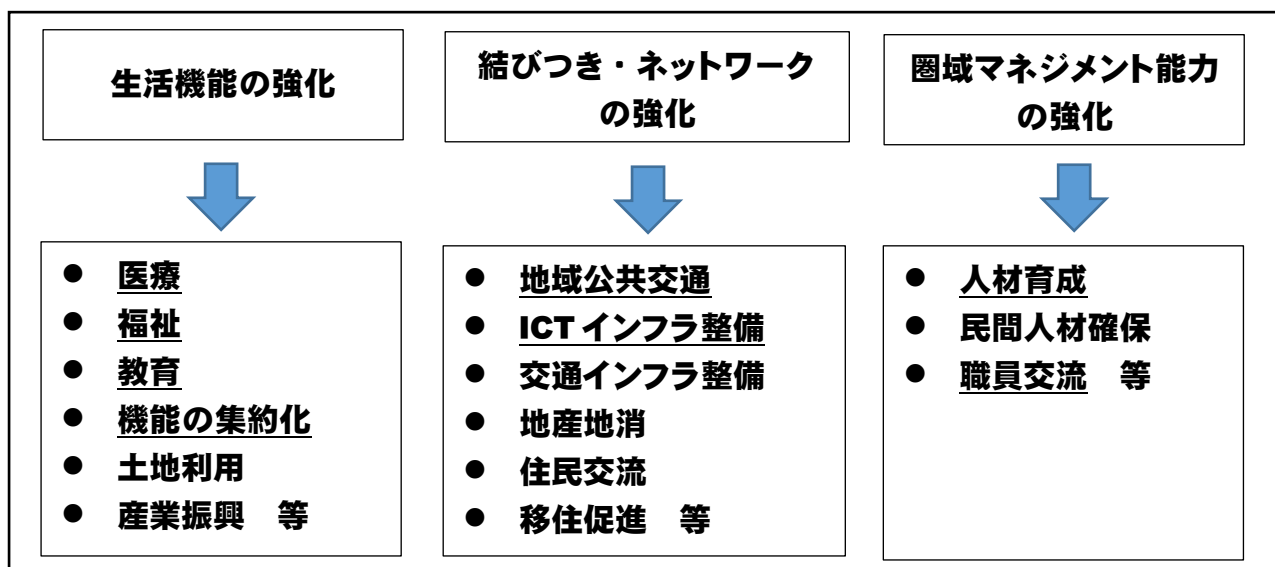 生活機能の強化
結びつき・ネットワーク
の強化
圏域マネジメント能力
の強化
● 医療
● 福祉
● 教育
● 機能の集約化
● 土地利用
● 産業振興　等
● 地域公共交通
● ICTインフラ整備
● 交通インフラ整備
● 地産地消
● 住民交流
● 移住促進　等
● 人材育成
● 民間人材確保
● 職員交流　等